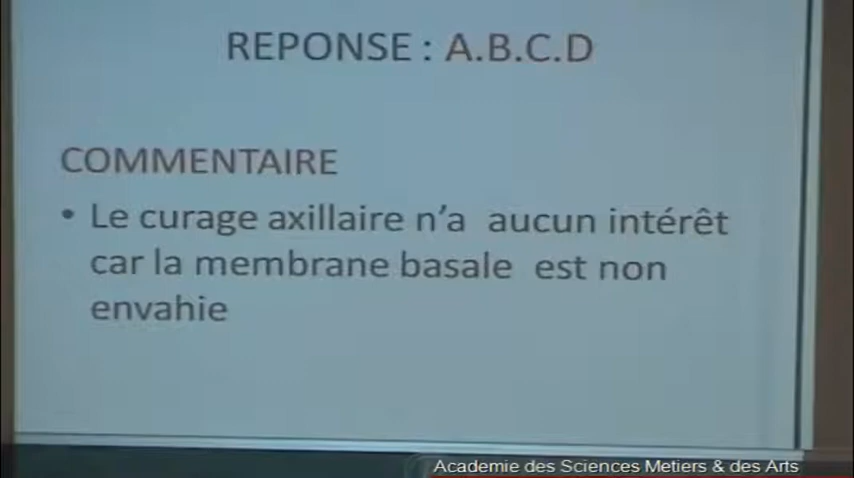 REPONSE : A.B.C.D
COMMENTAIRE
• Le curage axillaire n'a aucun intérêt
car la membrane basale est non
envahie
Academie des Sciences Metiers & des Arts